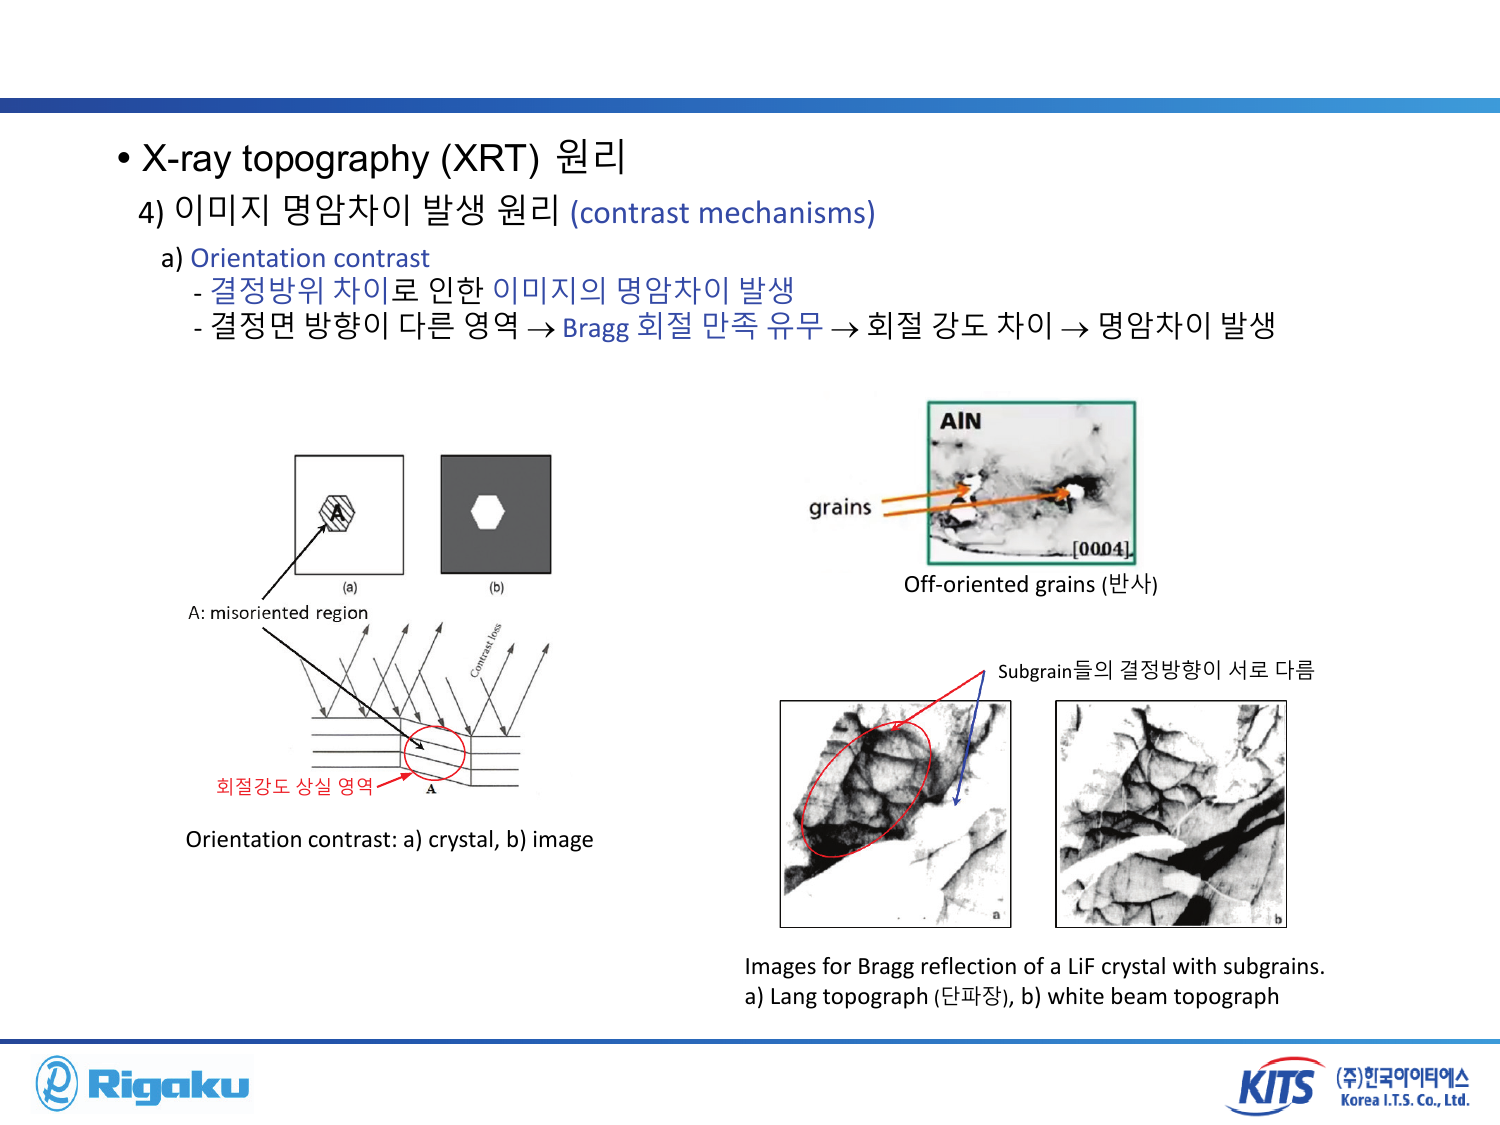 • X-ray topography (XRT) 원리
4) 이미지 명암차이 발생 원리 (contrast mechanisms)
a) Orientation contrast
- 결정방위 차이로 인한 이미지의 명암차이 발생
- 결정면 방향이 다른 영역 → Bragg 회절 만족 유무 → 회절 강도 차이 → 명암차이 발생
A
(a)
(b)
A: misoriented region
Contrast loss
회절강도 상실 영역
A
Orientation contrast: a) crystal, b) image
AlN
grains
[0004]
Off-oriented grains (반사)
Subgrain들의 결정방향이 서로 다름
a
b
Images for Bragg reflection of a LiF crystal with subgrains.
a) Lang topograph (단파장), b) white beam topograph
Rigaku
KITS
(주)한국아이티에스
Korea I.T.S. Co., Ltd.